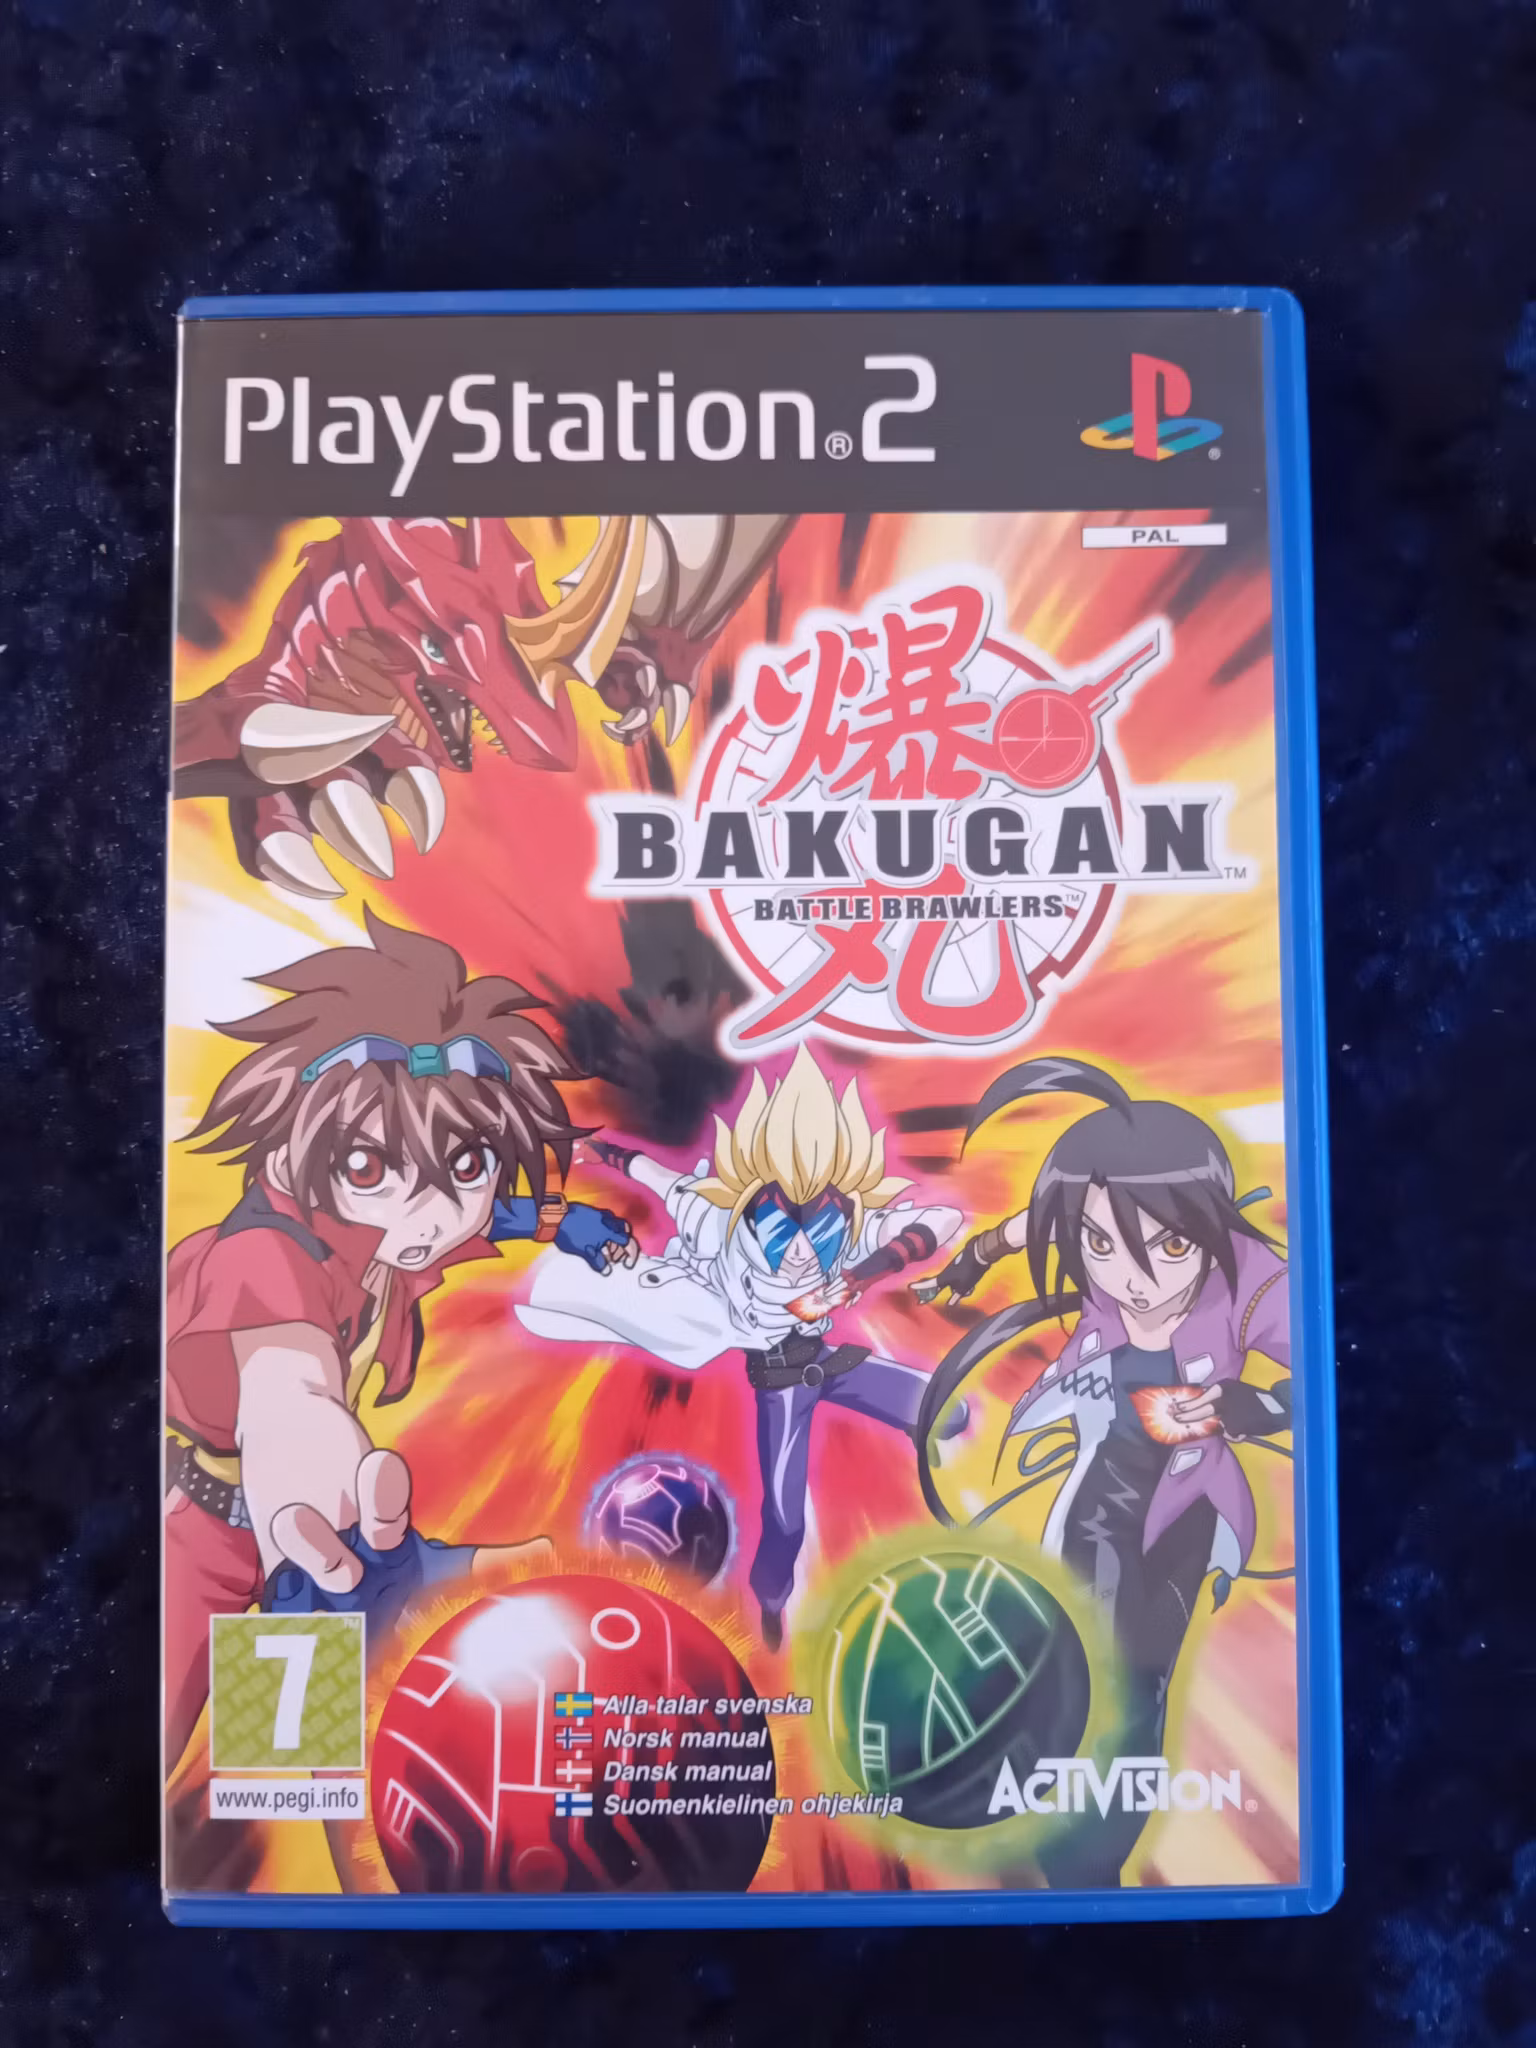 PlayStation®2
PAL
爆
BAKUGAN™
BATTLE BRAWLERS™
丸
7
www.pegi.info
Alla talar svenska
Norsk manual
Dansk manual
Suomenkielinen ohjekirja
ACTIVISION®